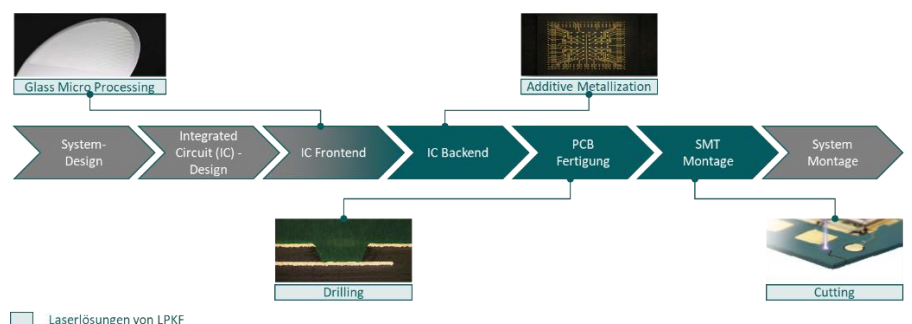 Glass Micro Processing
Additive Metallization
System-
Design
Integrated
Circuit (IC) -
Design
IC Frontend
IC Backend
PCB
Fertigung
SMT
Montage
System
Montage
Drilling
Cutting
Laserlösungen von LPKF